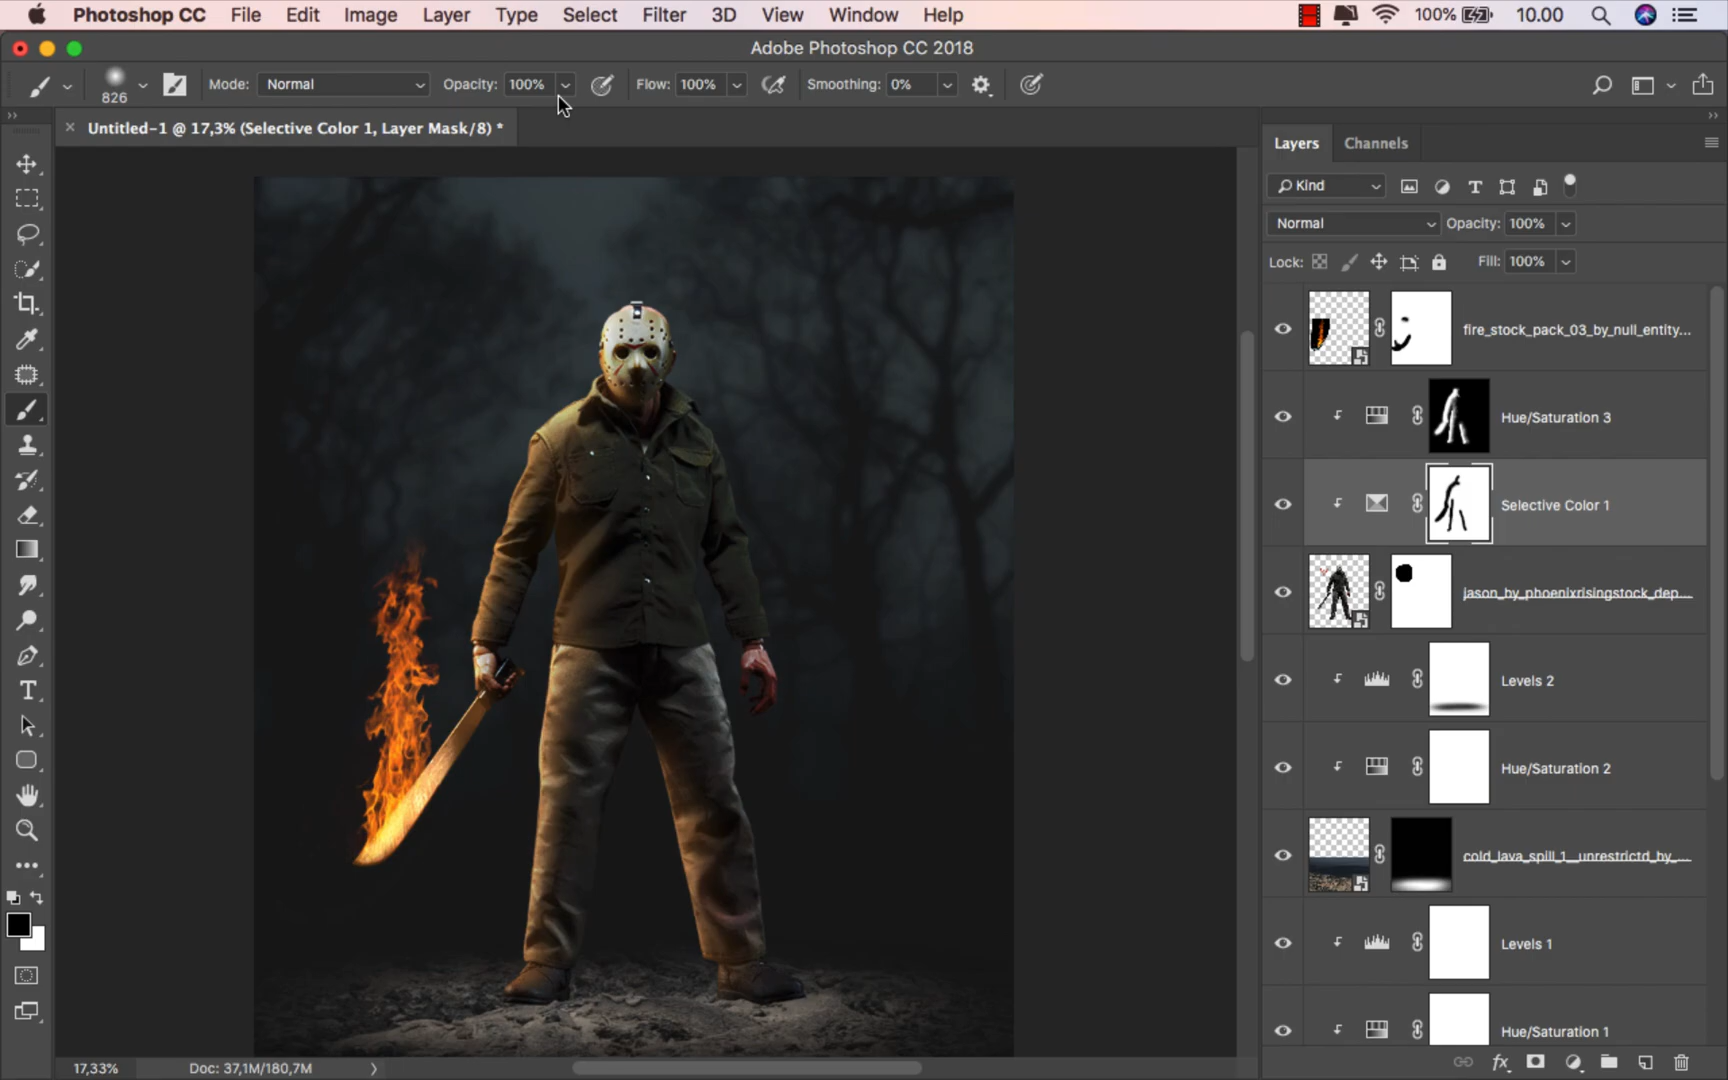 Photoshop CC File Edit Image Layer Type Select Filter 3D View Window Help 100% 10.00
Adobe Photoshop CC 2018
826 Mode: Normal Opacity: 100% Flow: 100% Smoothing: 0%
Untitled-1 @ 17,3% (Selective Color 1, Layer Mask/8) *
Layers Channels
Kind
Normal Opacity: 100%
Lock: Fill: 100%
fire_stock_pack_03_by_null_entity...
Hue/Saturation 3
Selective Color 1
jason_by_phoenixrisingstock_dep...
Levels 2
Hue/Saturation 2
cold_lava_spill_1__unrestrictd_by_...
Levels 1
Hue/Saturation 1
17,33% Doc: 37,1M/180,7M